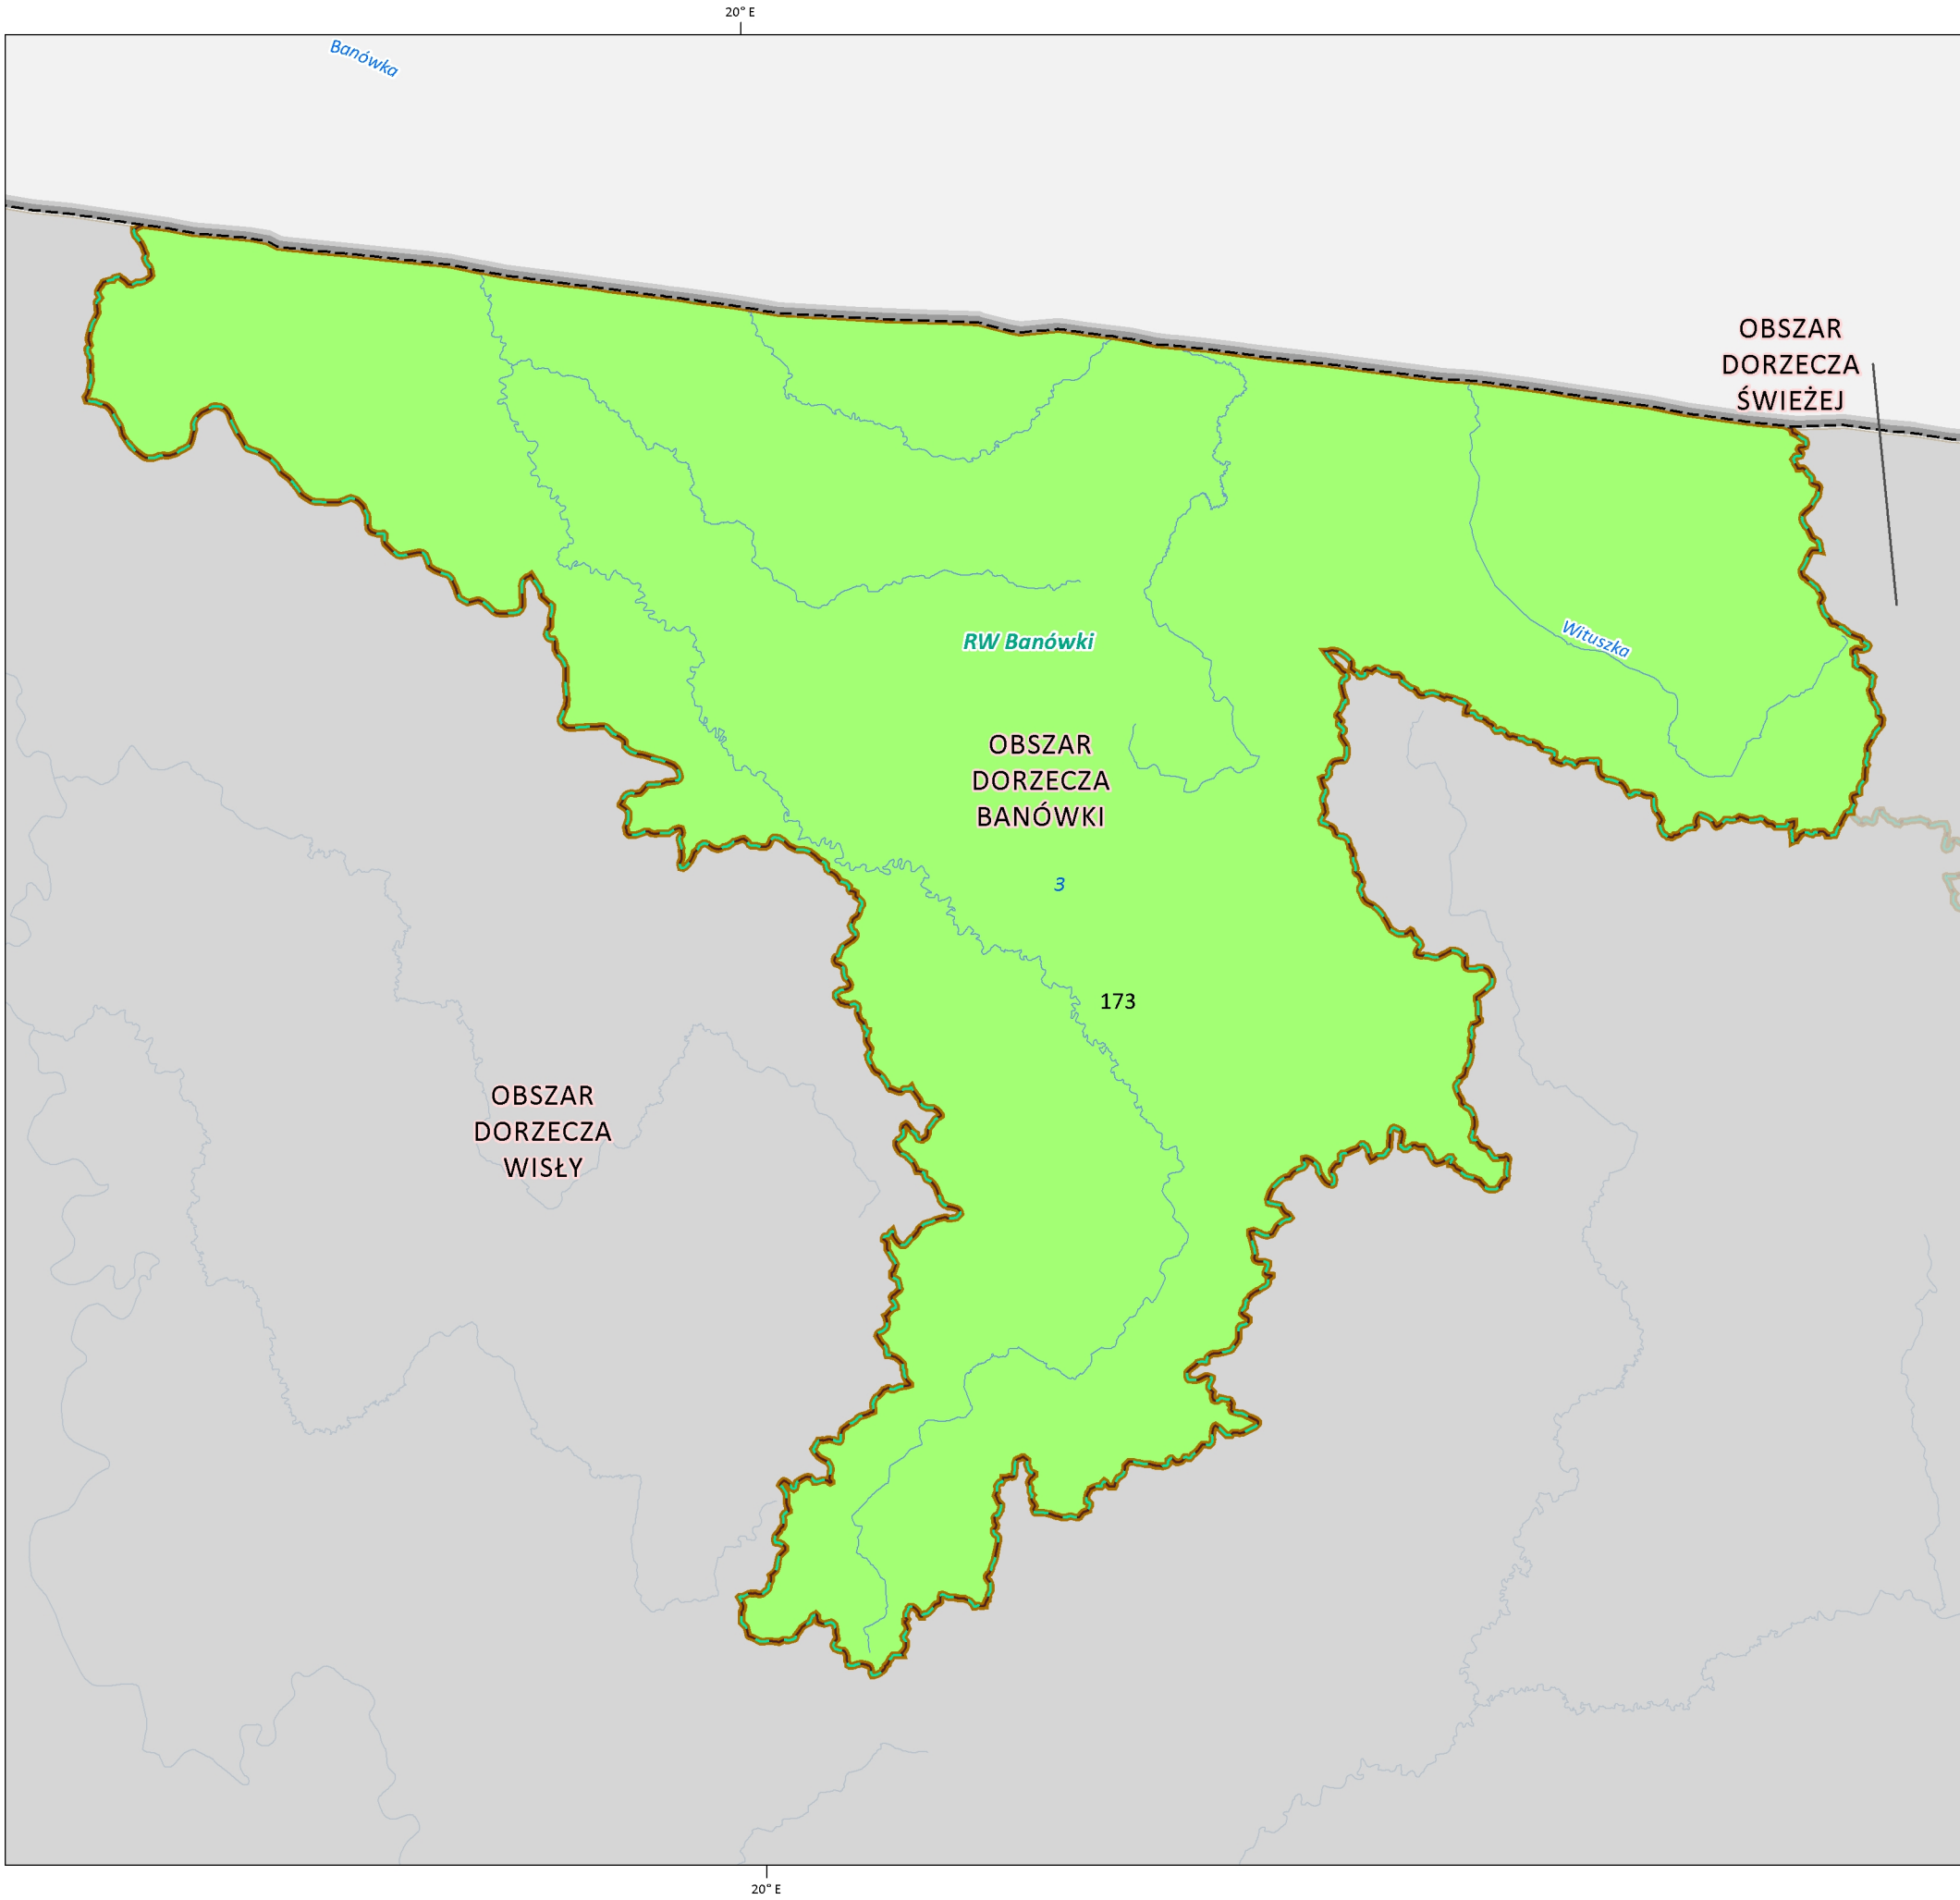 20° E
Banówka
OBSZAR
DORZECZA
ŚWIEŻEJ
Wituszka
RW Banówki
OBSZAR
DORZECZA
BANÓWKI
3
173
OBSZAR
DORZECZA
WISŁY
20° E